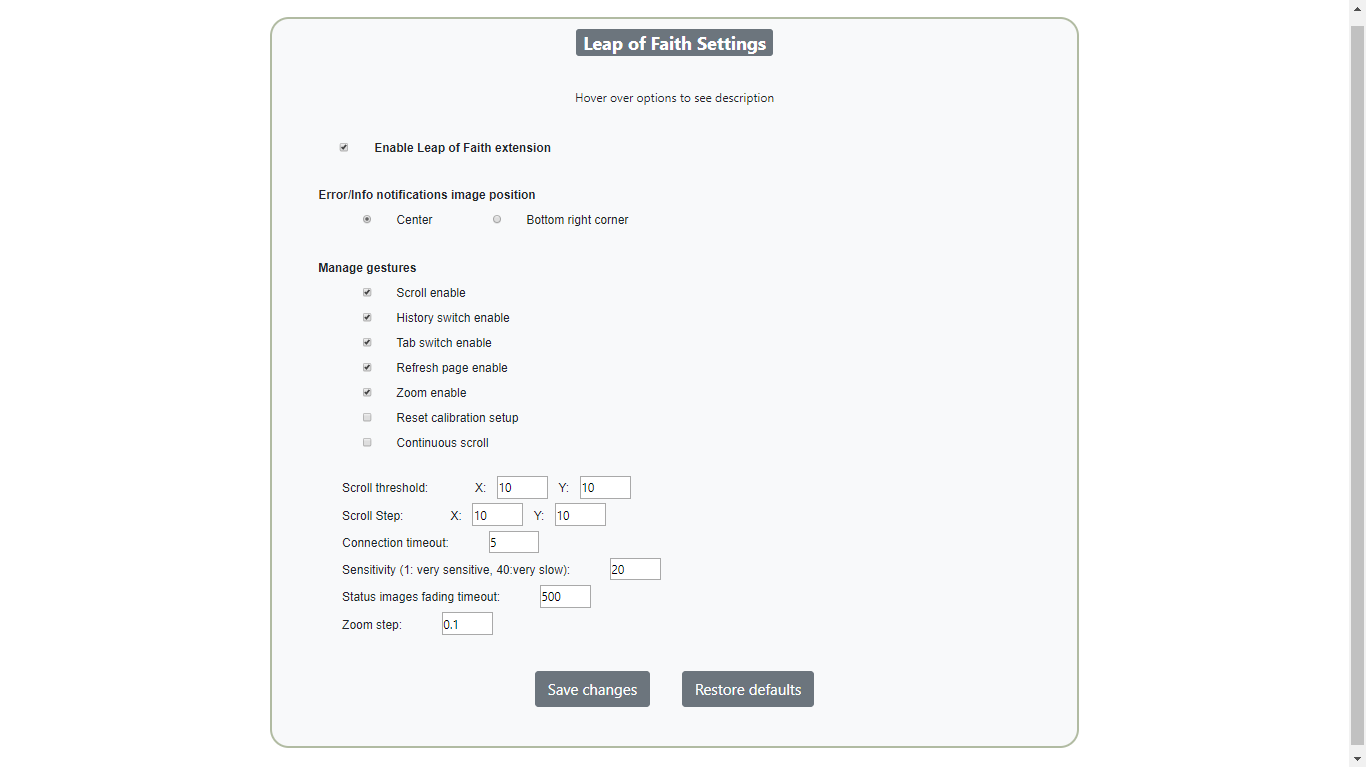 Leap of Faith Settings
Hover over options to see description
Enable Leap of Faith extension
Error/Info notifications image position
Center Bottom right corner
Manage gestures
Scroll enable
History switch enable
Tab switch enable
Refresh page enable
Zoom enable
Reset calibration setup
Continuous scroll
Scroll threshold: X: 10 Y: 10
Scroll Step: X: 10 Y: 10
Connection timeout: 5
Sensitivity (1: very sensitive, 40:very slow): 20
Status images fading timeout: 500
Zoom step: 0.1
Save changes Restore defaults